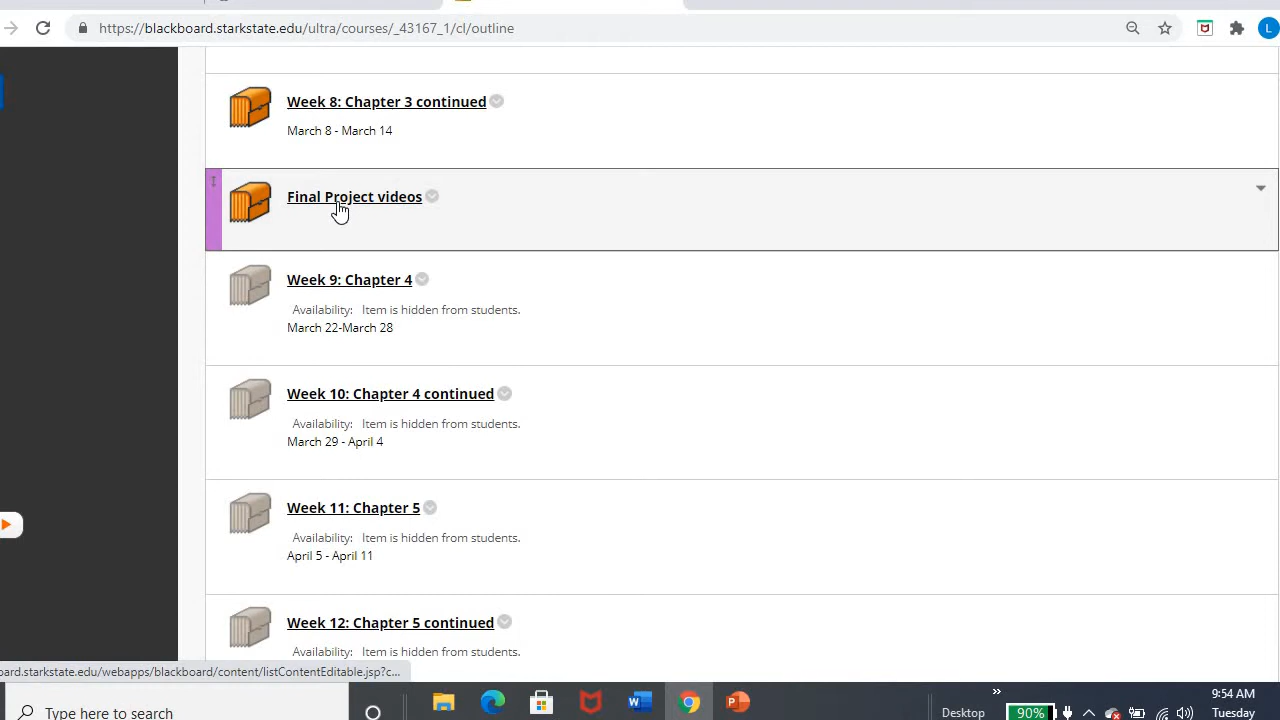 https://blackboard.starkstate.edu/ultra/courses/_43167_1/cl/outline
L
Week 8: Chapter 3 continued
March 8 - March 14
Final Project videos
Week 9: Chapter 4
Availability: Item is hidden from students.
March 22-March 28
Week 10: Chapter 4 continued
Availability: Item is hidden from students.
March 29 - April 4
Week 11: Chapter 5
Availability: Item is hidden from students.
April 5 - April 11
Week 12: Chapter 5 continued
Availability: Item is hidden from students.
oard.starkstate.edu/webapps/blackboard/content/listContentEditable.jsp?c...
Type here to search
Desktop
»
90%
9:54 AM
Tuesday